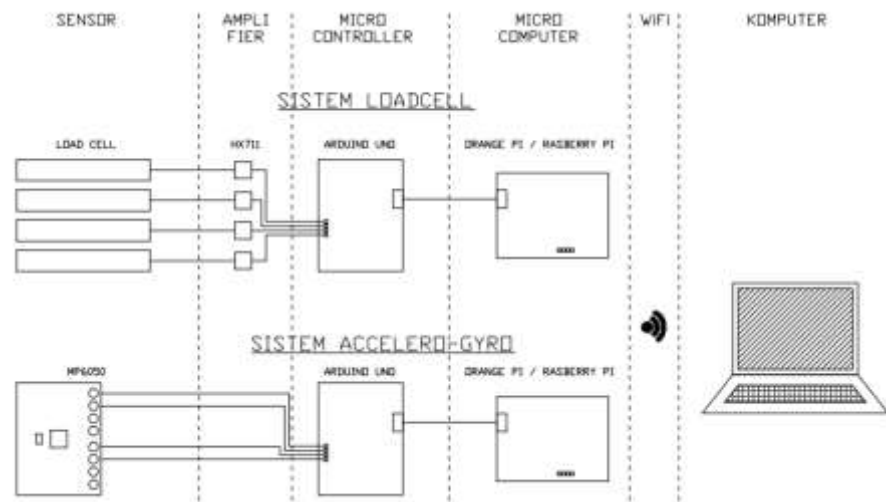 SENSOR
AMPLI
FIER
MICRO
CONTROLLER
MICRO
COMPUTER
WIFI
KOMPUTER
SISTEM LOADCELL
LOAD CELL
HX711
ARDUINO UNO
ORANGE PI / RASBERRY PI
SISTEM ACCELERO-GYRO
MP6050
ARDUINO UNO
ORANGE PI / RASBERRY PI